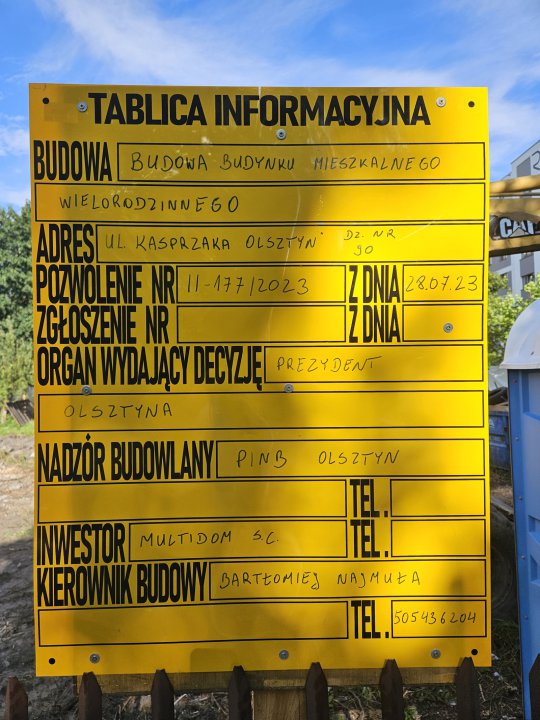 TABLICA INFORMACYJNA
BUDOWA BUDOWA BUDYNKU MIESZKALNEGO
WIELORODZINNEGO
ADRES UL. KASPRZAKA OLSZTYN DZ. NR
90
POZWOLENIE NR II-177/2023 Z DNIA 28.07.23
ZGŁOSZENIE NR Z DNIA
ORGAN WYDAJĄCY DECYZJĘ PREZYDENT
OLSZTYNA
NADZÓR BUDOWLANY PINB OLSZTYN
TEL.
INWESTOR MULTIDOM S.C. TEL.
KIEROWNIK BUDOWY BARTŁOMIEJ NAJMUŁA
TEL. 505436204
CAT